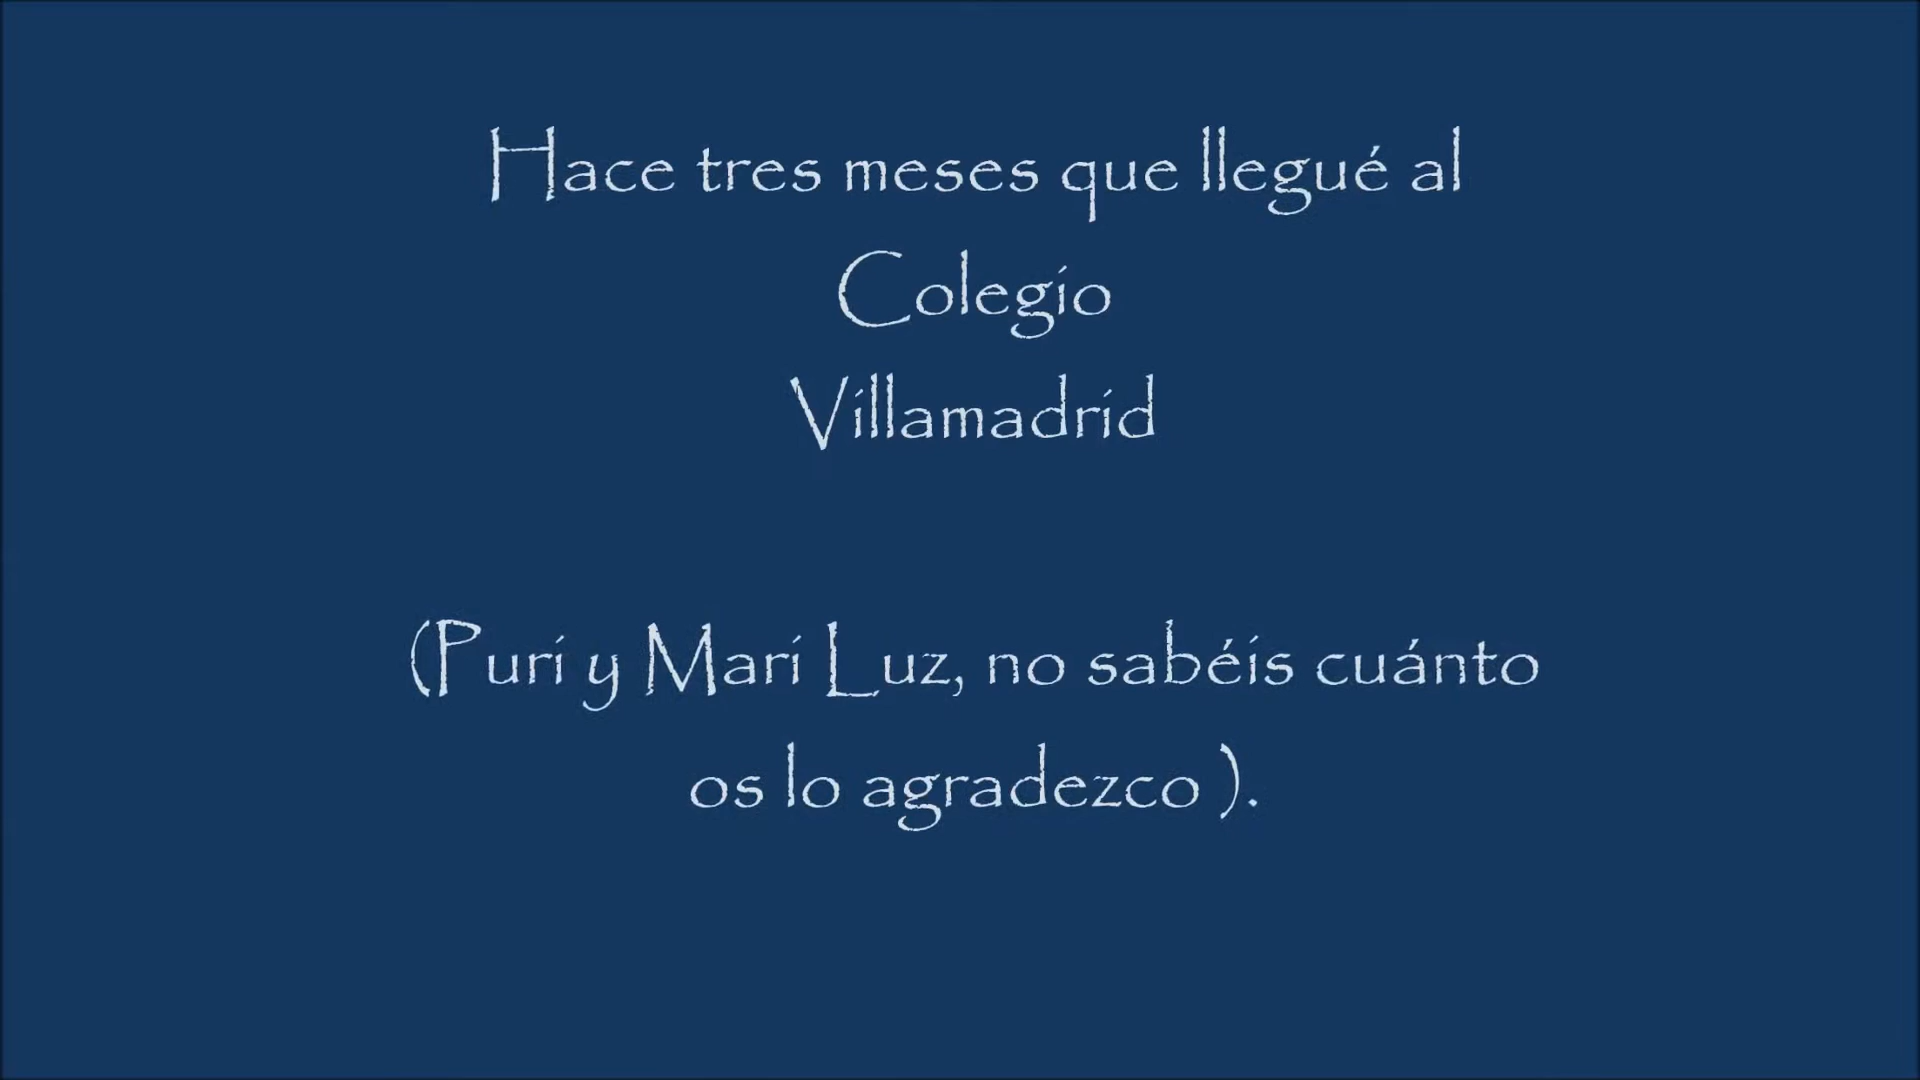 Hace tres meses que llegué al
Colegio
Villamadrid
(Puri y Mari Luz, no sabéis cuánto
os lo agradezco ).